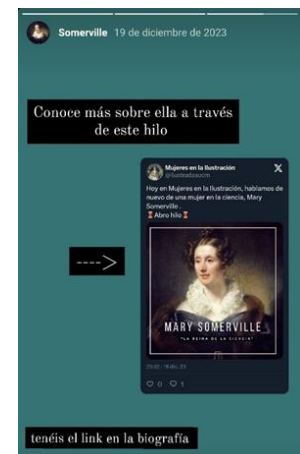 Somerville 19 de diciembre de 2023
Conoce más sobre ella a través
de este hilo
Mujeres en la Ilustración
Hoy en Mujeres en la Ilustración, hablamos de
nuevo de una mujer en la ciencia, Mary
Somerville.
Abro hilo
MARY SOMERVILLE
"LA REINA DE LA CIENCIA"
---->
0 1
tenéis el link en la biografía